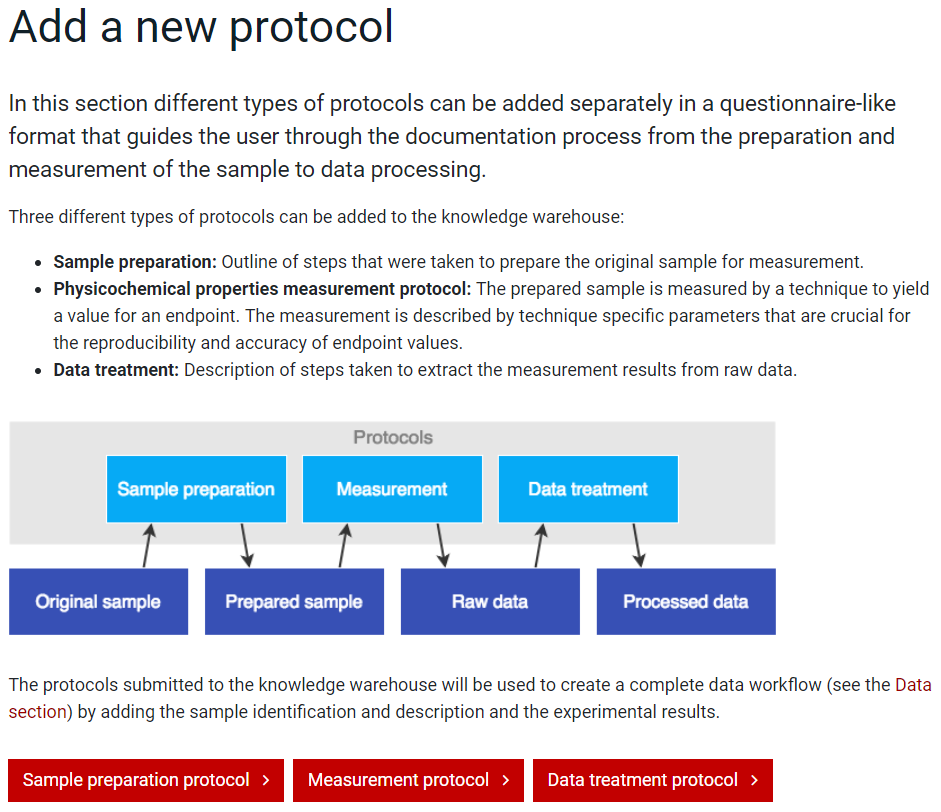 Add a new protocol
In this section different types of protocols can be added separately in a questionnaire-like
format that guides the user through the documentation process from the preparation and
measurement of the sample to data processing.
Three different types of protocols can be added to the knowledge warehouse:
• Sample preparation: Outline of steps that were taken to prepare the original sample for measurement.
• Physicochemical properties measurement protocol: The prepared sample is measured by a technique to yield
a value for an endpoint. The measurement is described by technique specific parameters that are crucial for
the reproducibility and accuracy of endpoint values.
• Data treatment: Description of steps taken to extract the measurement results from raw data.
Protocols
Sample preparation
Measurement
Data treatment
Original sample
Prepared sample
Raw data
Processed data
The protocols submitted to the knowledge warehouse will be used to create a complete data workflow (see the Data
section) by adding the sample identification and description and the experimental results.
Sample preparation protocol >
Measurement protocol >
Data treatment protocol >